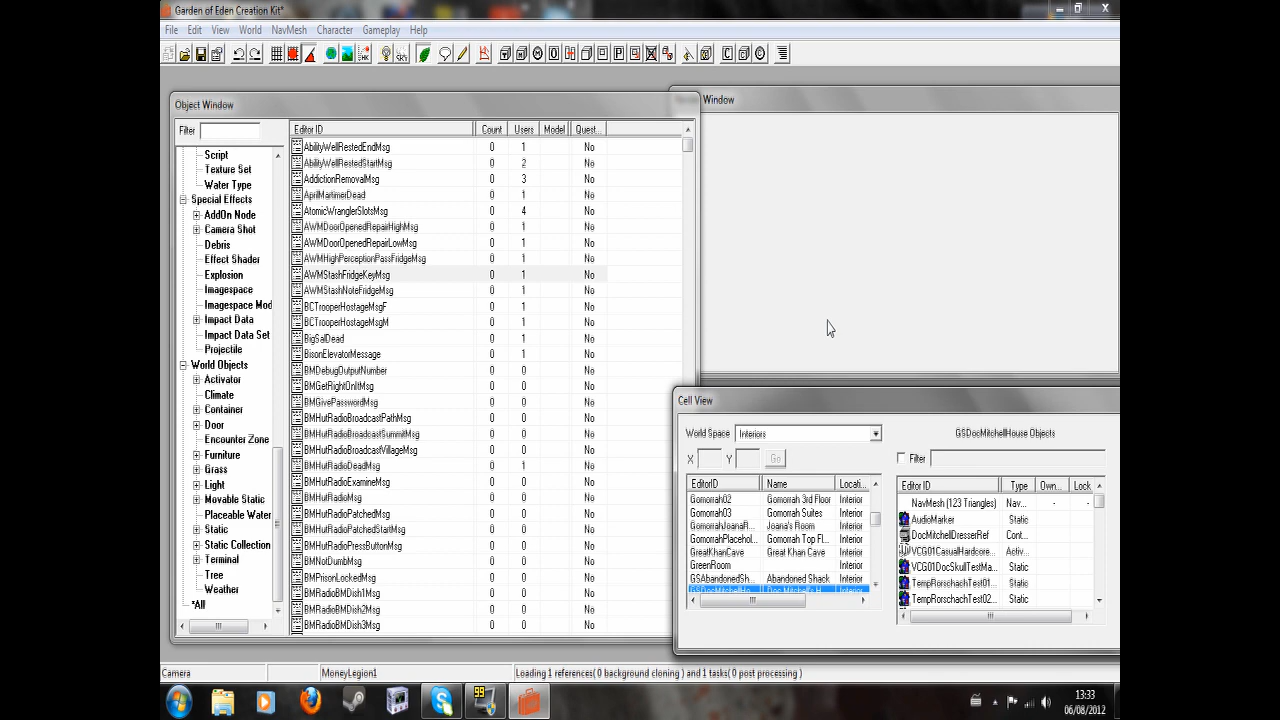 Garden of Eden Creation Kit*
File Edit View World NavMesh Character Gameplay Help
Object Window
Window
Filter
Editor ID Count Users Model Quest...
Script
Texture Set
Water Type
Special Effects
AddOn Node
Camera Shot
Debris
Effect Shader
Explosion
Imagespace
Imagespace Mod
Impact Data
Impact Data Set
Projectile
World Objects
Activator
Climate
Container
Door
Encounter Zone
Furniture
Grass
Light
Movable Static
Placeable Water
Static
Static Collection
Terminal
Tree
Weather
*All
AbilityWellRestedEndMsg 0 1 No
AbilityWellRestedStartMsg 0 2 No
AddictionRemovalMsg 0 3 No
AprilMartimerDead 0 1 No
AtomicWranglerSlotsMsg 0 4 No
AWMDoorOpenedRepairHighMsg 0 1 No
AWMDoorOpenedRepairLowMsg 0 1 No
AWMHighPerceptionPassFridgeMsg 0 1 No
AWMStashFridgeKeyMsg 0 1 No
AWMStashNoteFridgeMsg 0 1 No
BCTrooperHostageMsgF 0 1 No
BCTrooperHostageMsgM 0 1 No
BigSalDead 0 1 No
BisonElevatorMessage 0 1 No
BMDebugOutputNumber 0 0 No
BMGetRightOnItMsg 0 0 No
BMGivePasswordMsg 0 0 No
BMHutRadioBroadcastPathMsg 0 0 No
BMHutRadioBroadcastSummitMsg 0 0 No
BMHutRadioBroadcastVillageMsg 0 0 No
BMHutRadioDeadMsg 0 1 No
BMHutRadioExamineMsg 0 0 No
BMHutRadioMsg 0 0 No
BMHutRadioPatchedMsg 0 0 No
BMHutRadioPatchedStartMsg 0 0 No
BMHutRadioPressButtonMsg 0 0 No
BMNotDumbMsg 0 0 No
BMPrisonLockedMsg 0 0 No
BMRadioBMDish1Msg 0 0 No
BMRadioBMDish2Msg 0 0 No
BMRadioBMDish3Msg 0 0 No
Cell View
World Space Interiors GSDocMitchellHouse Objects
X Y Go Filter
EditorID Name Locati...
Gomorrah02 Gomorrah 3rd Floor Interior
Gomorrah03 Gomorrah Suites Interior
GomorrahJoanaR... Joana's Room Interior
GomorrahPlacehol... Gomorrah Top Fl... Interior
GreatKhanCave Great Khan Cave Interior
GreenRoom Interior
GSAbandonedSh... Abandoned Shack Interior
GSDocMitchellHo... Doc Mitchell's H... Interior
Editor ID Type Own... Lock
NavMesh (123 Triangles) Nav... - -
AudioMarker Static
DocMitchellDresserRef Cont...
VCG01CasualHardcore... Activ...
VCG01DocSkullTestMa... Static
TempRorschachTest01... Static
TempRorschachTest02... Static
Camera MoneyLegion1 Loading 1 references( 0 background cloning ) and 1 tasks( 0 post processing )
99
13:33
06/08/2012